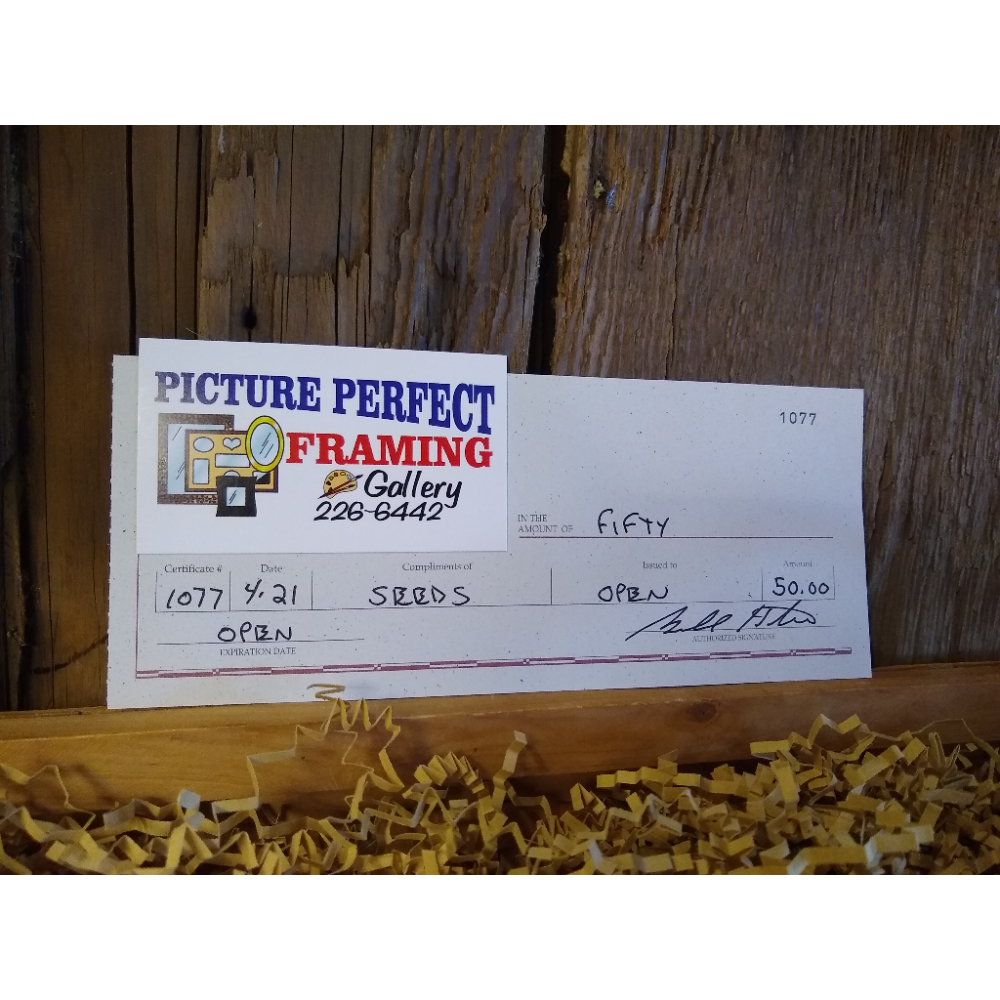 PICTURE PERFECT
FRAMING
Gallery
226-6442
1077
IN THE
AMOUNT OF FIFTY
Certificate # Date Compliments of Issued to Amount
1077 4.21 SEEDS OPEN 50.00
OPEN
EXPIRATION DATE
AUTHORIZED SIGNATURE